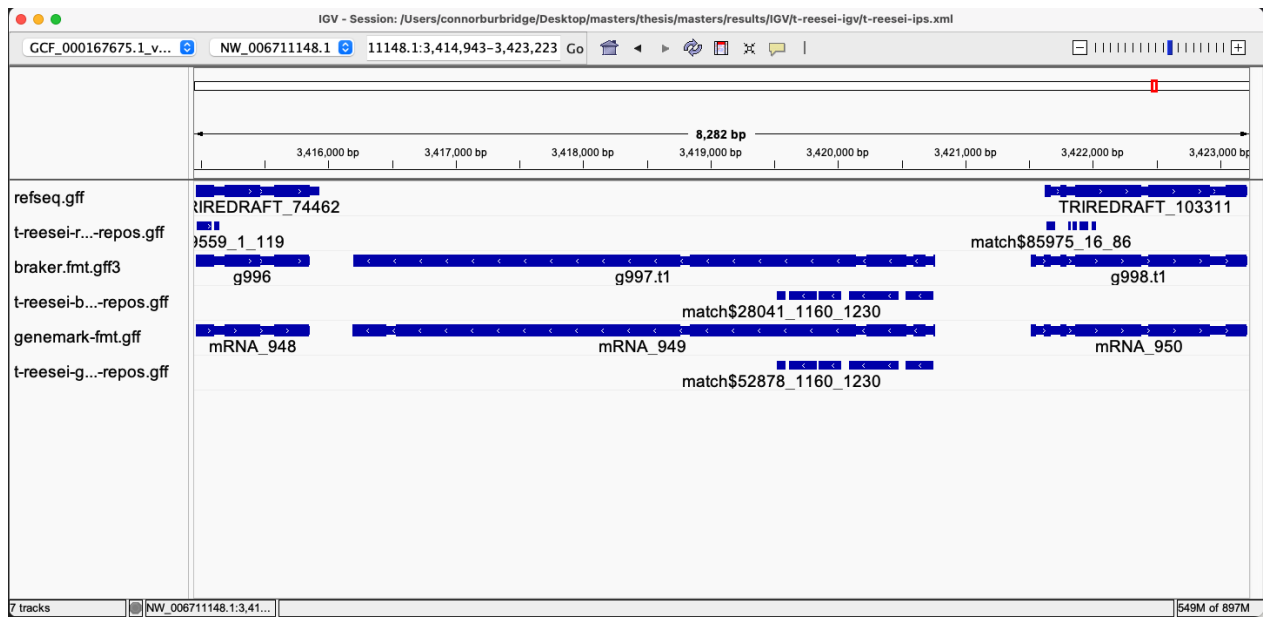 IGV - Session: /Users/connorburbridge/Desktop/masters/thesis/masters/results/IGV/t-reesei-igv/t-reesei-ips.xml
GCF_000167675.1_v... NW_006711148.1 11148.1:3,414,943-3,423,223 Go
8,282 bp
3,416,000 bp 3,417,000 bp 3,418,000 bp 3,419,000 bp 3,420,000 bp 3,421,000 bp 3,422,000 bp 3,423,000 bp
refseq.gff
RIREDRAFT_74462 TRIREDRAFT_103311
t-reesei-r...-repos.gff
9559_1_119 match$85975_16_86
braker.fmt.gff3
g996 g997.t1 g998.t1
t-reesei-b...-repos.gff
match$28041_1160_1230
genemark-fmt.gff
mRNA_948 mRNA_949 mRNA_950
t-reesei-g...-repos.gff
match$52878_1160_1230
7 tracks NW_006711148.1:3,41... 549M of 897M